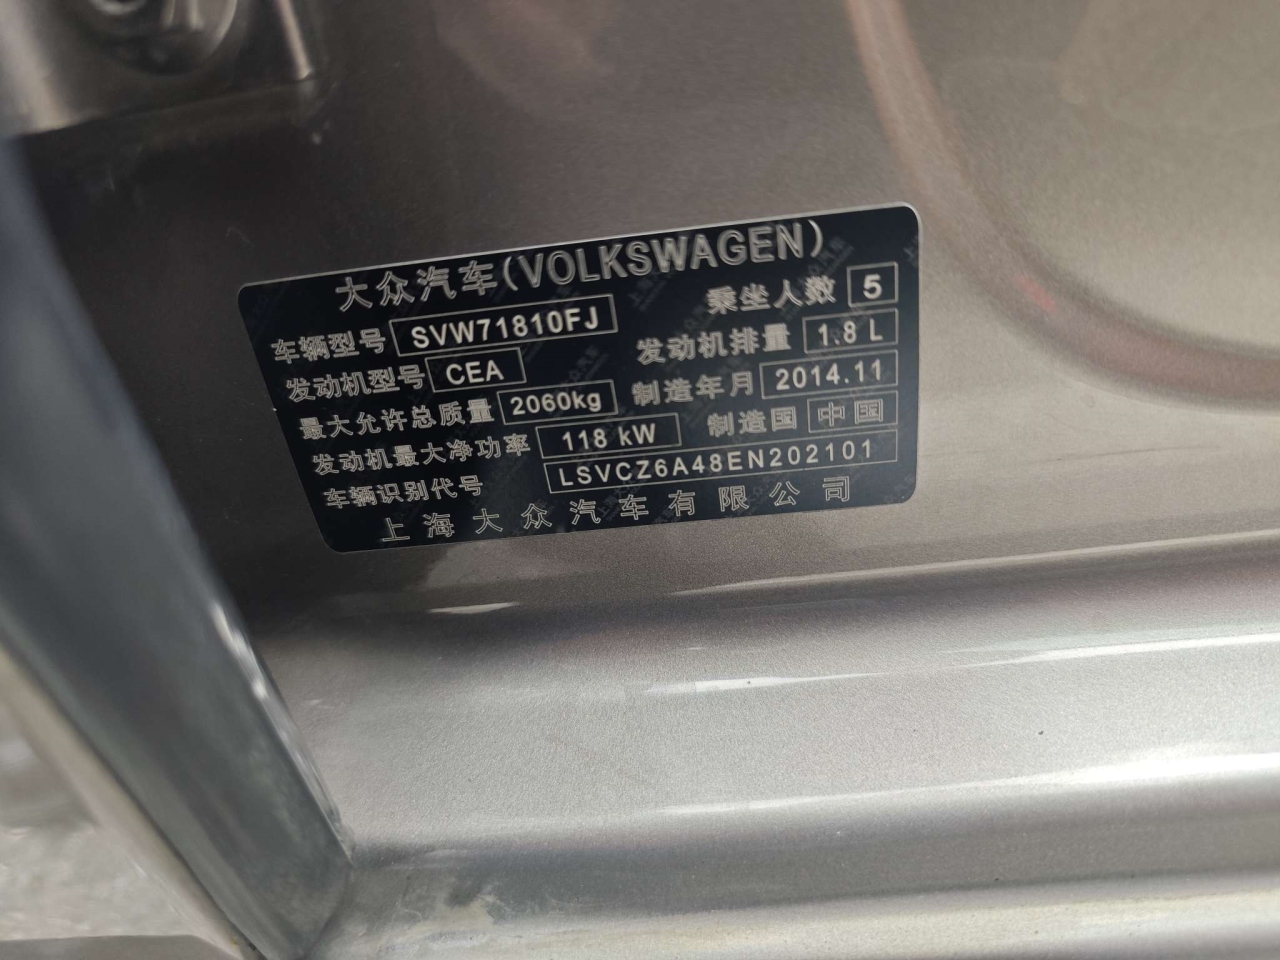 大众汽车(VOLKSWAGEN)
乘坐人数 5
车辆型号 SVW71810FJ
发动机排量 1.8 L
发动机型号 CEA
制造年月 2014.11
最大允许总质量 2060kg
制造国 中国
发动机最大净功率 118 kW
车辆识别代号 LSVCZ6A48EN202101
上海大众汽车有限公司